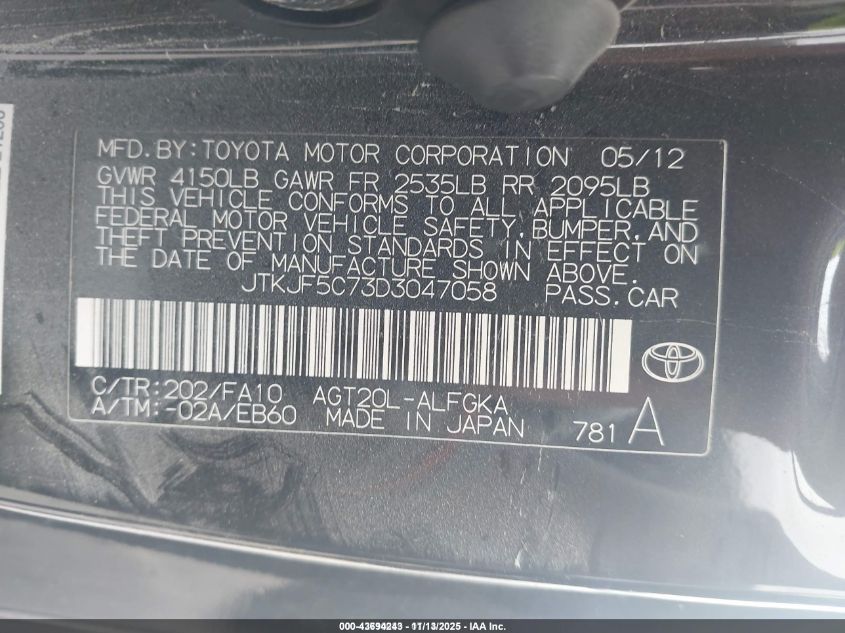 MFD.BY:TOYOTA MOTOR CORPORATION 05/12
GVWR 4150LB GAWR FR 2535LB RR 2095LB
THIS VEHICLE CONFORMS TO ALL APPLICABLE
FEDERAL MOTOR VEHICLE SAFETY,BUMPER,AND
THEFT PREVENTION STANDARDS IN EFFECT ON
THE DATE OF MANUFACTURE SHOWN ABOVE.
JTKJF5C73D3047058 PASS.CAR
C/TR:202/FA10 AGT20L-ALFGKA
A/TM:-02A/EB60 MADE IN JAPAN 781 A
000-43694243 - 11/13/2025 - IAA Inc.